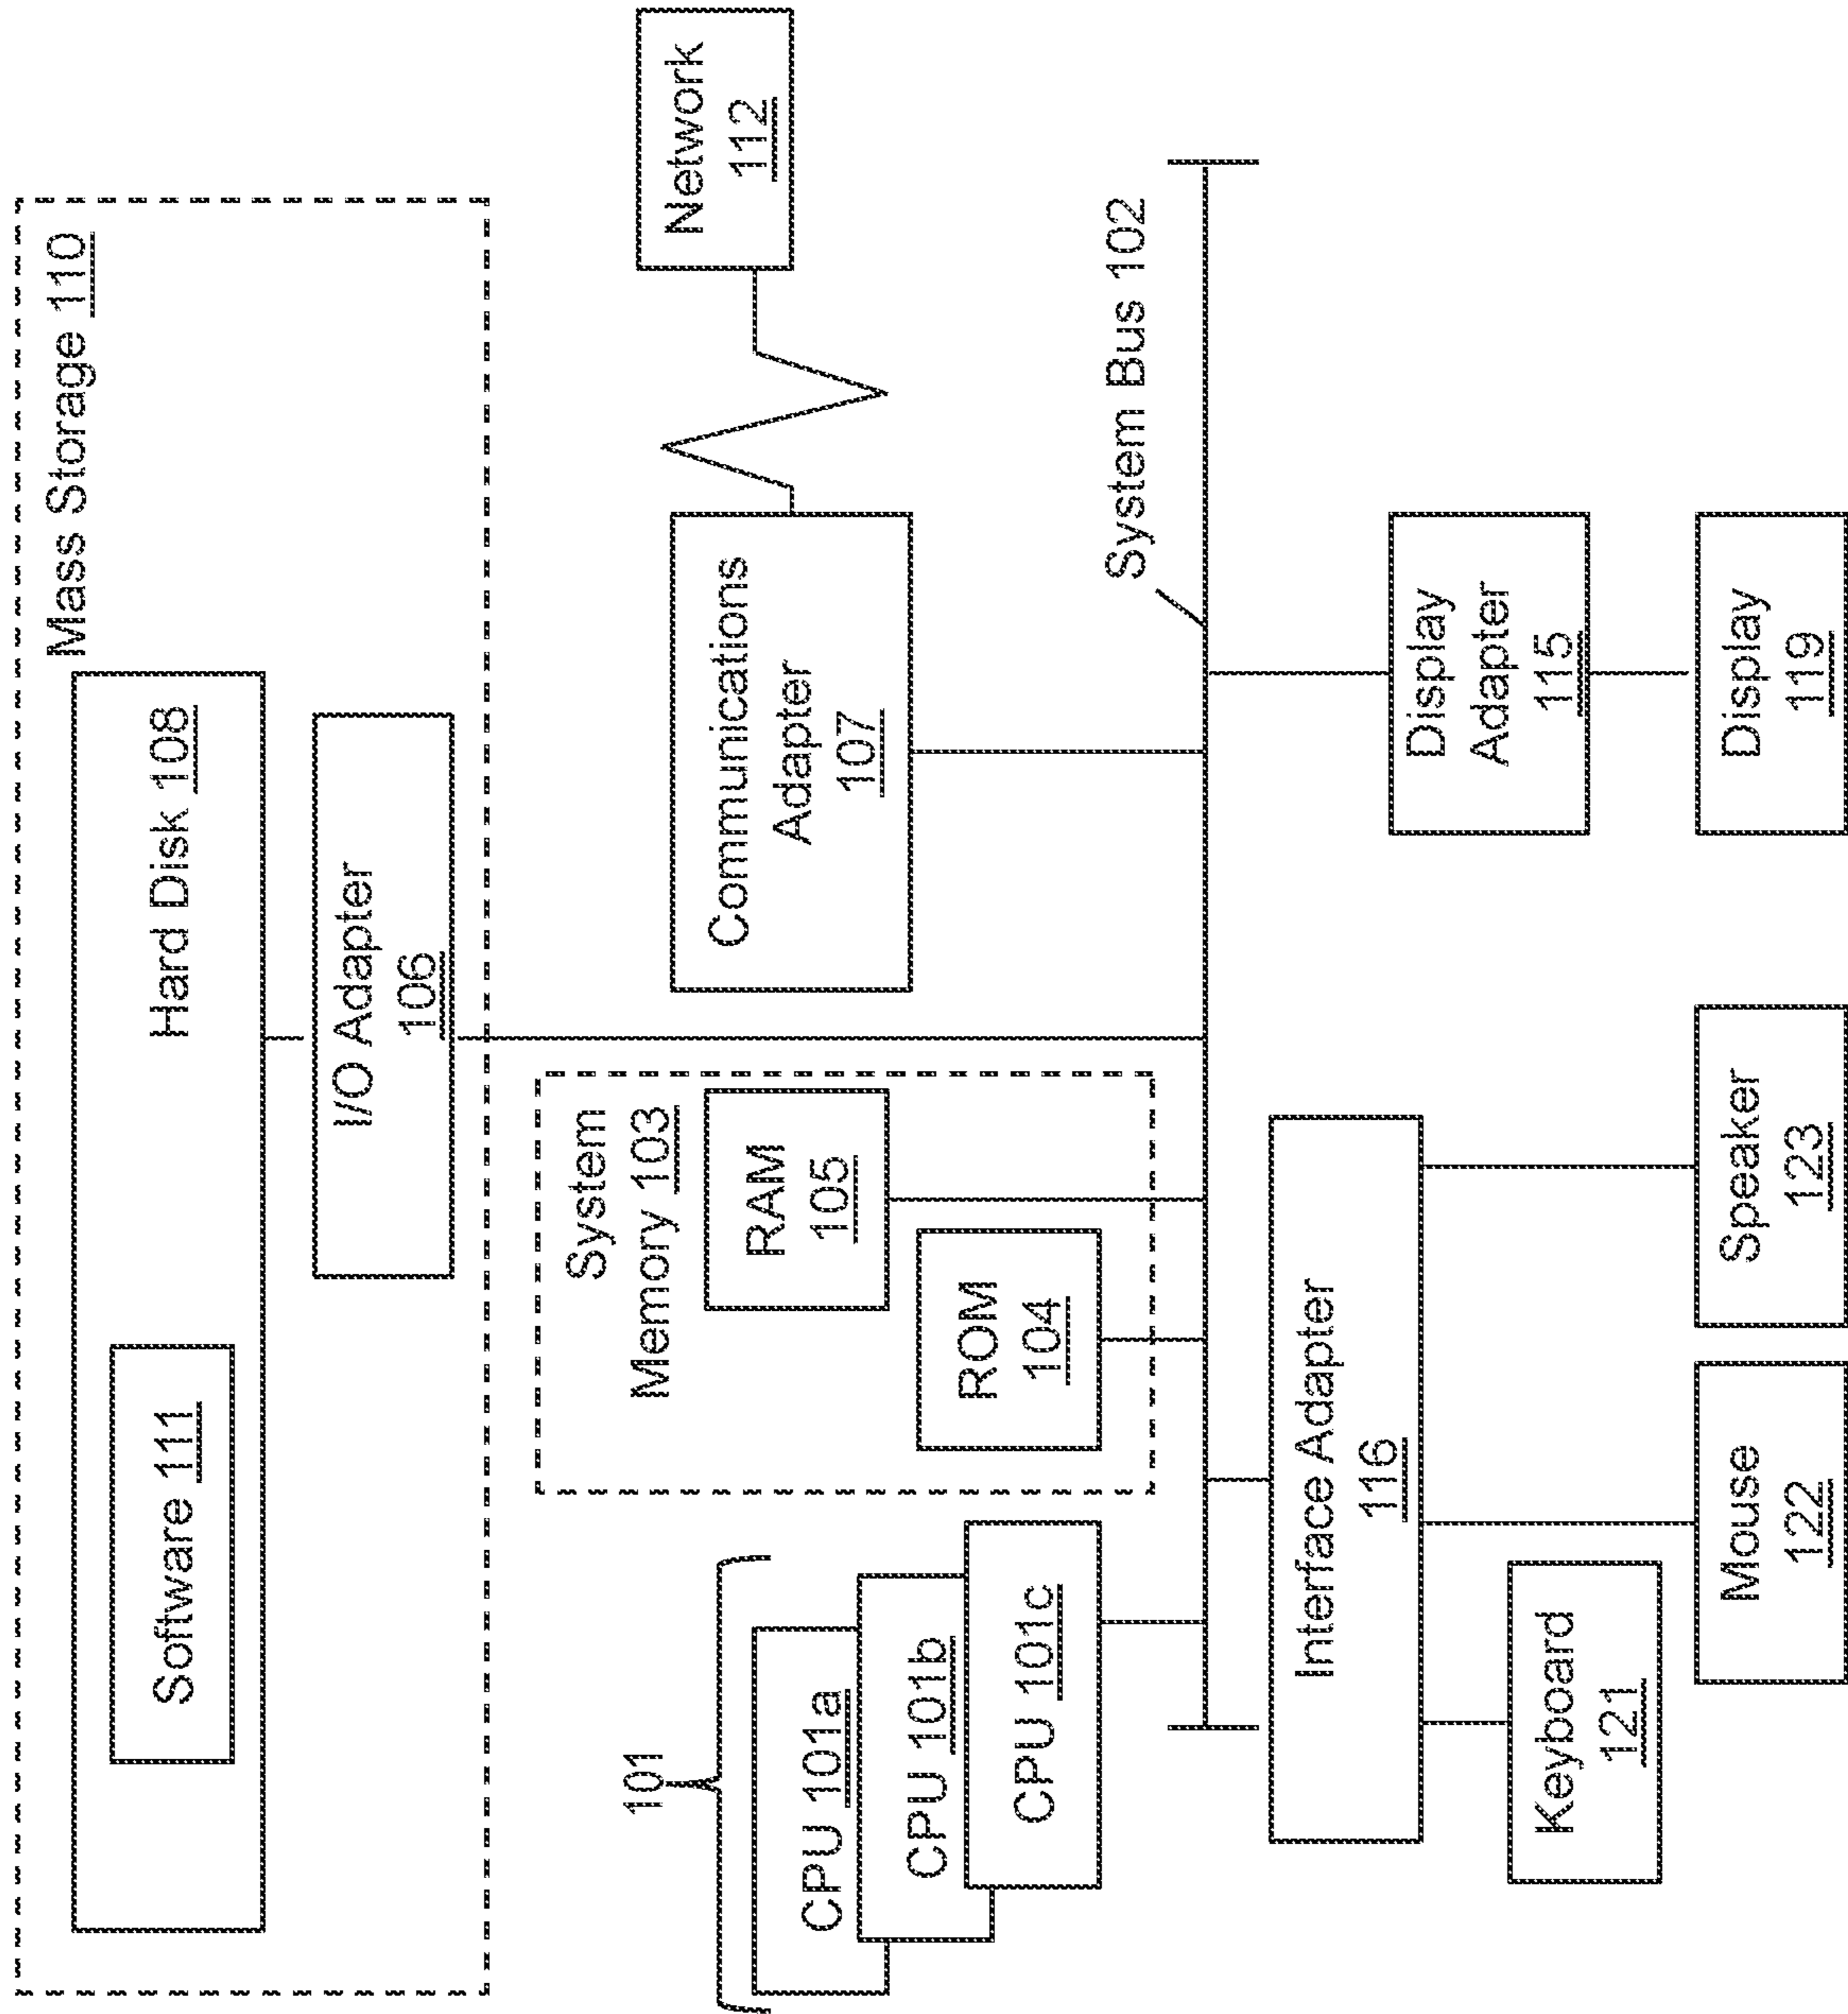 Mass Storage 110
Hard Disk 108
Software 111
I/O Adapter
106
101
CPU 101a
CPU 101b
CPU 101c
System
Memory 103
RAM
105
ROM
104
Communications
Adapter
107
Network
112
System Bus 102
Interface Adapter
116
Keyboard
121
Mouse
122
Speaker
123
Display
Adapter
115
Display
119